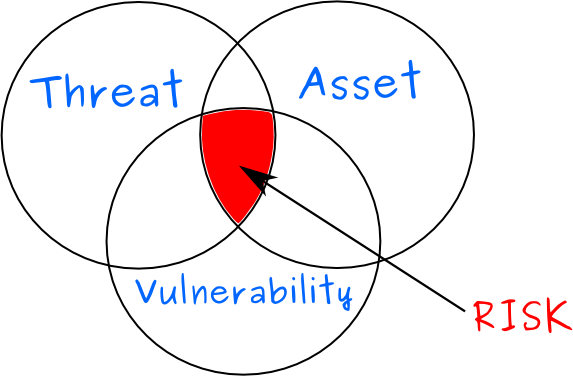 Threat
Asset
Vulnerability
RISK